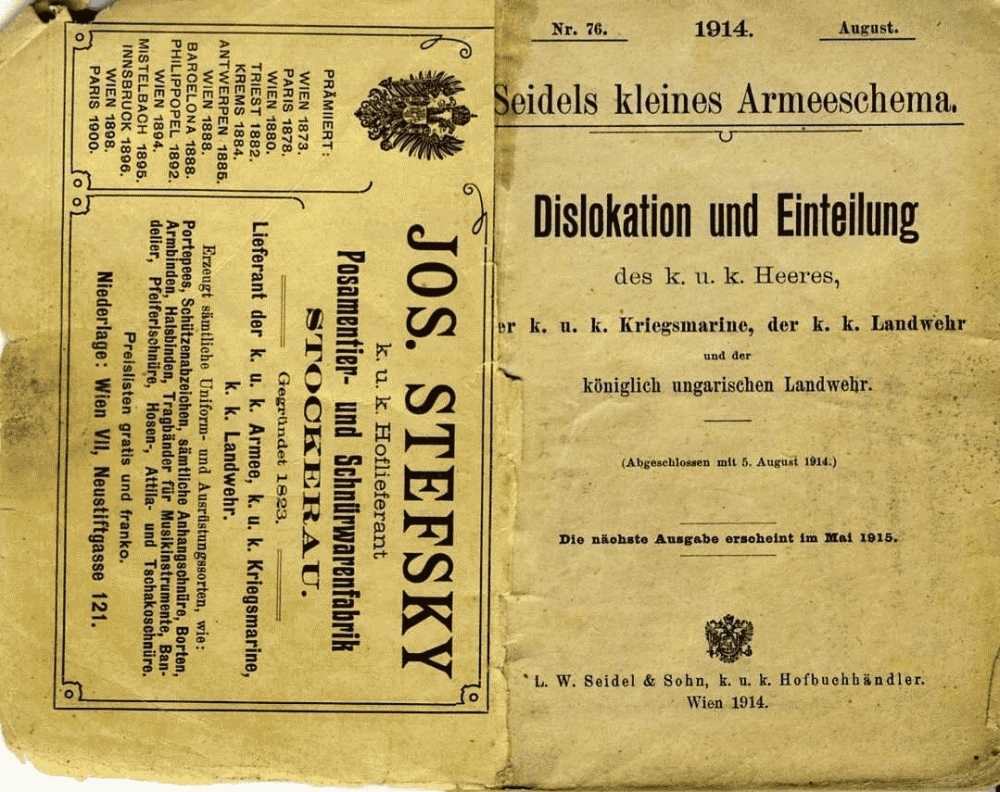 PRÄMIIERT:
WIEN 1873.
PARIS 1878.
WIEN 1880.
TRIEST 1882.
KREMS 1884.
ANTWERPEN 1885.
WIEN 1888.
BARCELONA 1888.
PHILIPPOPEL 1892.
WIEN 1894.
MISTELBACH 1895.
INNSBRUCK 1896.
WIEN 1898.
PARIS 1900.
JOS. STEFSKY
k. u. k. Hoflieferant
Posamentier- und Schnürwarenfabrik
STOCKERAU.
Gegründet 1823.
Lieferant der k. u. k. Armee, k. u. k. Kriegsmarine,
k. k. Landwehr.
Erzeugt sämtliche Uniform- und Ausrüstungssorten, wie:
Portepees, Schützenabzeichen, sämtliche Anhangschnüre, Borten,
Armbinden, Halsbinden, Tragbänder für Musikinstrumente, Ban-
delier, Pfeiferlschnüre, Hosen-, Attila- und Tschakoschnüre.
Preislisten gratis und franko.
Niederlage: Wien VII, Neustiftgasse 121.
Nr. 76. 1914. August.
Seidels kleines Armeeschema.
Dislokation und Einteilung
des k. u. k. Heeres,
er k. u. k. Kriegsmarine, der k. k. Landwehr
und der
königlich ungarischen Landwehr.
(Abgeschlossen mit 5. August 1914.)
Die nächste Ausgabe erscheint im Mai 1915.
L. W. Seidel & Sohn, k. u. k. Hofbuchhändler.
Wien 1914.